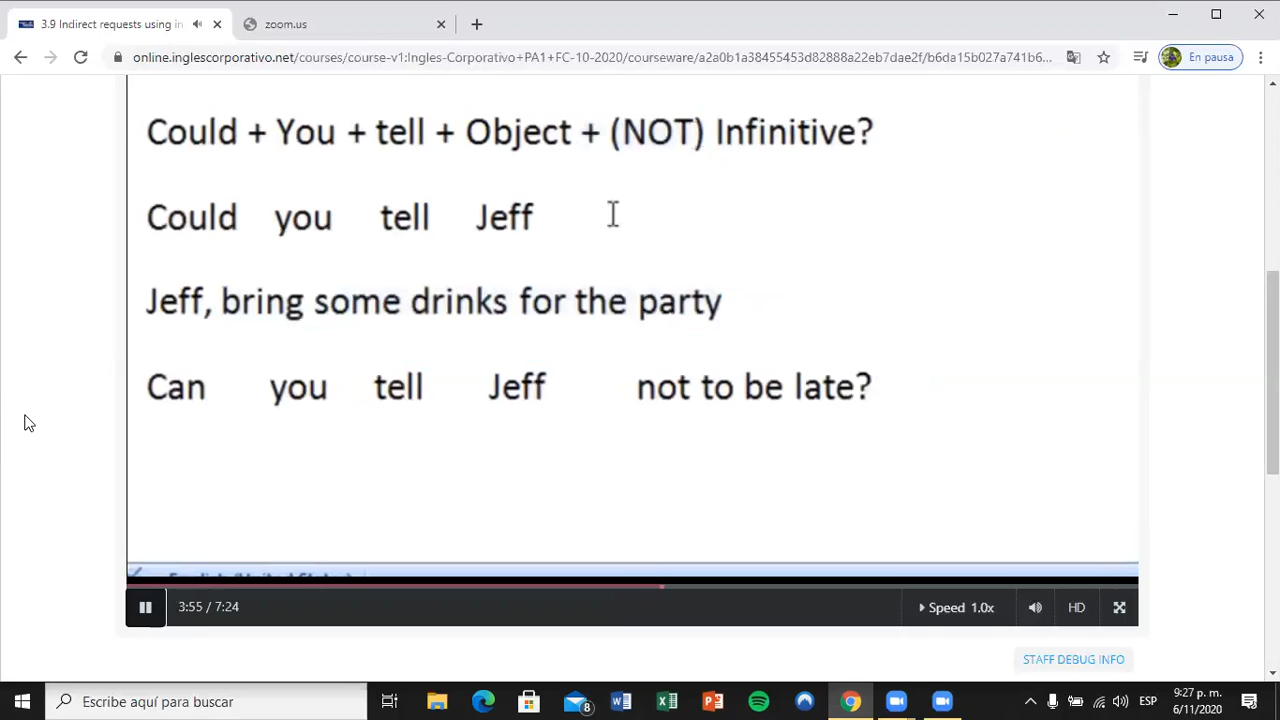 3.9 Indirect requests using in
zoom.us
online.inglescorporativo.net/courses/course-v1:Ingles_Corporativo+PA1+FC-10-2020/courseware/a2a0b1a38455453d82888a22eb7dae2f/b6da15b027a741b6...
En pausa
Could + You + tell + Object + (NOT) Infinitive?
Could you tell Jeff
Jeff, bring some drinks for the party
Can you tell Jeff not to be late?
3:55 / 7:24
Speed 1.0x
HD
STAFF DEBUG INFO
Escribe aquí para buscar
8
ESP
9:27 p. m.
6/11/2020